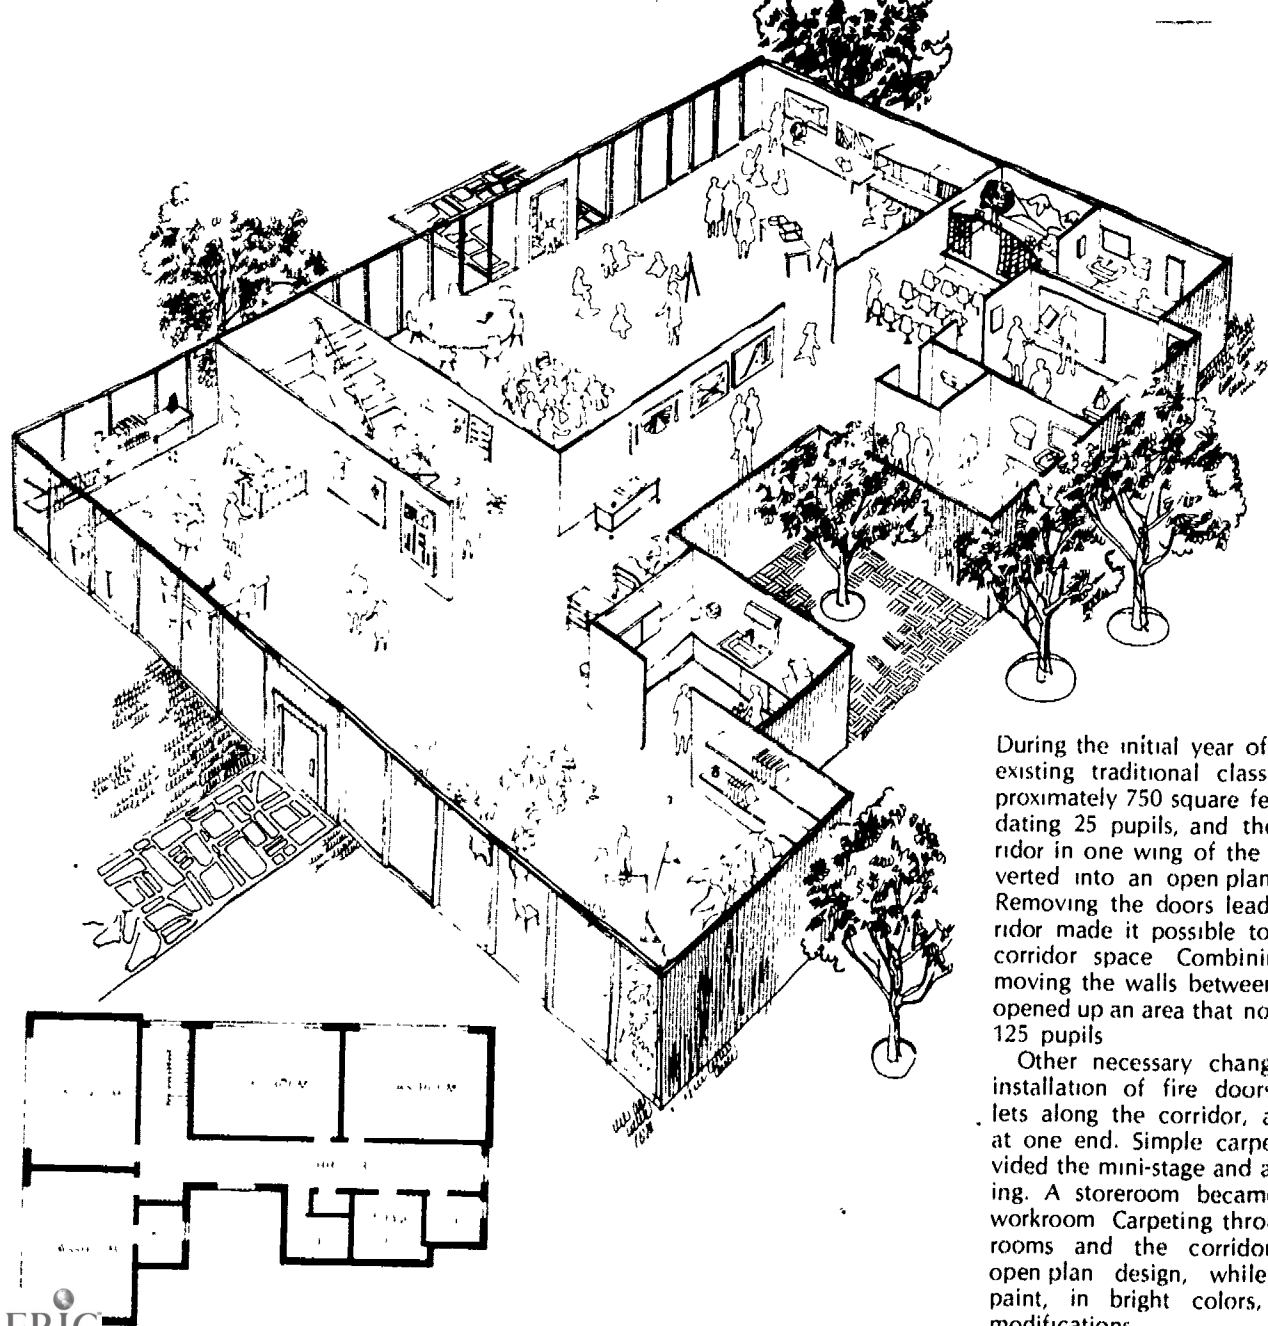 During the initial year of
existing traditional class
proximately 750 square fe
dating 25 pupils, and the
ridor in one wing of the
verted into an open plan
Removing the doors lead
ridor made it possible to
corridor space Combini
moving the walls between
opened up an area that no
125 pupils
Other necessary chang
installation of fire doors
lets along the corridor, a
at one end. Simple carpe
vided the mini-stage and a
ing. A storeroom becam
workroom Carpeting thro
rooms and the corridor
open plan design, while
paint, in bright colors,
modifications
ERIC